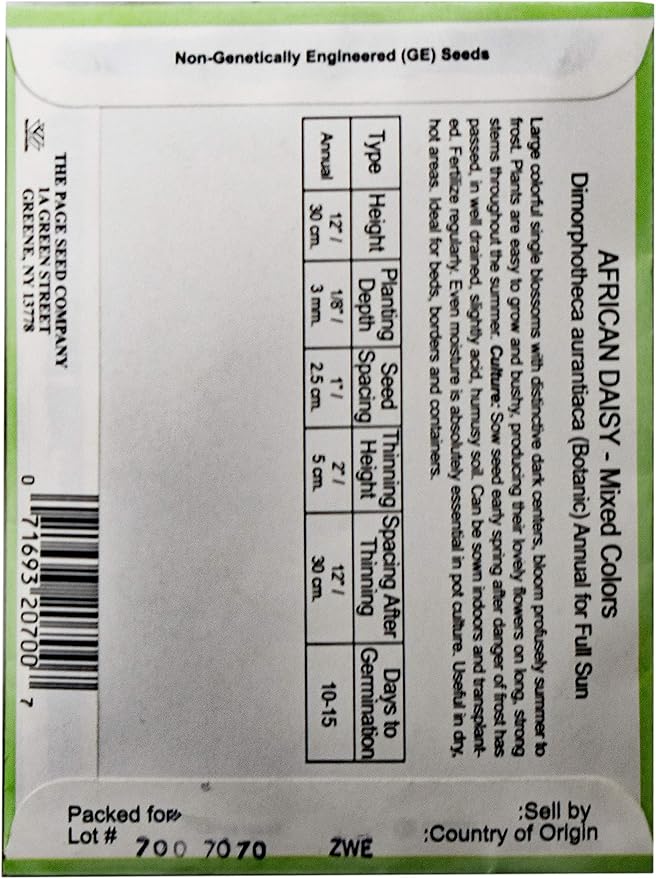 Non-Genetically Engineered (GE) Seeds
AFRICAN DAISY - Mixed Colors
Dimorphotheca aurantiaca (Botanic) Annual for Full Sun
Large colorful single blossoms with distinctive dark centers, bloom profusely summer to
frost. Plants are easy to grow and bushy, producing their lovely flowers on long, strong
stems throughout the summer. Culture: Sow seed early spring after danger of frost has
passed, in well drained, slightly acid, humusy soil. Can be sown indoors and transplant-
ed. Fertilize regularly. Even moisture is absolutely essential in pot culture. Useful in dry,
hot areas. Ideal for beds, borders and containers.
Type Height Planting Depth Seed Spacing Thinning Height Spacing After Thinning Days to Germination
Annual 12" / 30 cm. 1/8" / 3 mm. 1" / 2.5 cm. 2" / 5 cm. 12" / 30 cm. 10-15
THE PAGE SEED COMPANY
1A GREEN STREET
GREENE, NY 13778
0 71693 20700 7
Packed for
:Sell by
Lot # 700 7070 ZWE :Country of Origin